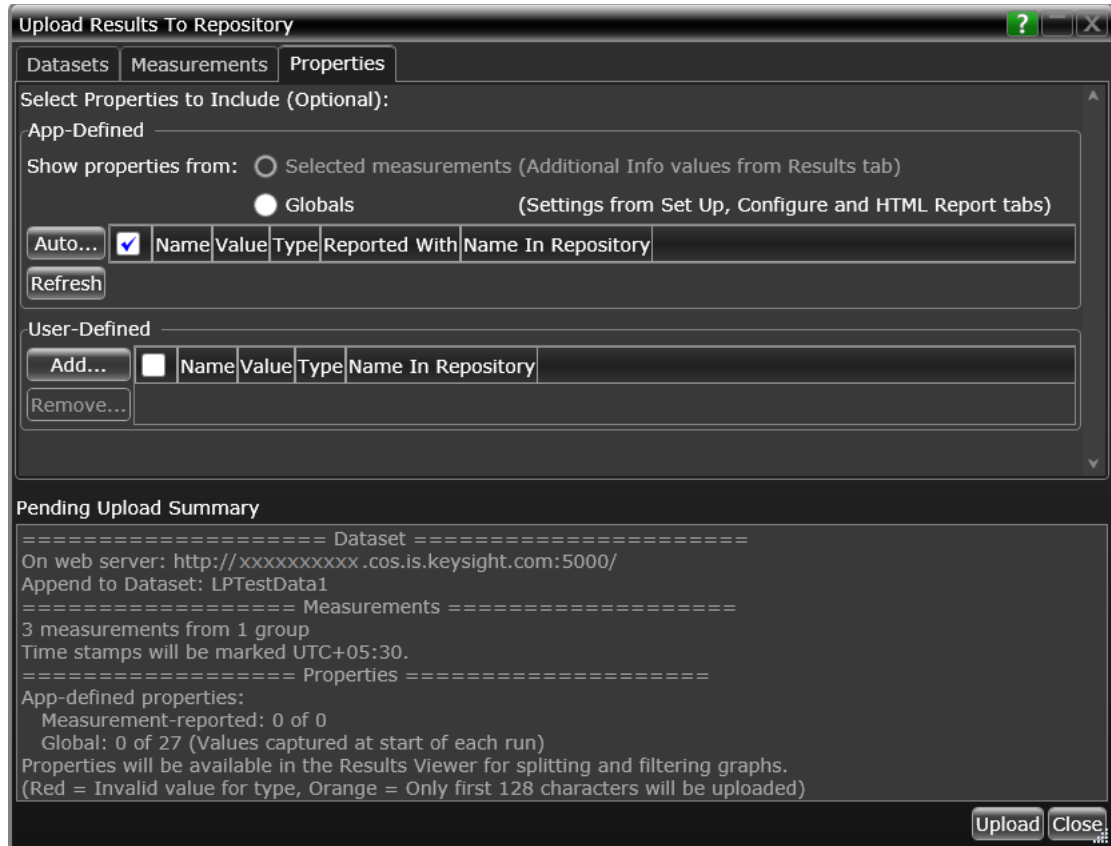 Upload Results To Repository
?
Datasets Measurements Properties
Select Properties to Include (Optional):
App-Defined
Show properties from: Selected measurements (Additional Info values from Results tab)
Globals (Settings from Set Up, Configure and HTML Report tabs)
Auto... Name Value Type Reported With Name In Repository
Refresh
User-Defined
Add... Name Value Type Name In Repository
Remove...
Pending Upload Summary
==================== Dataset ======================
On web server: http://xxxxxxxxxx.cos.is.keysight.com:5000/
Append to Dataset: LPTestData1
================== Measurements ===================
3 measurements from 1 group
Time stamps will be marked UTC+05:30.
================== Properties ====================
App-defined properties:
Measurement-reported: 0 of 0
Global: 0 of 27 (Values captured at start of each run)
Properties will be available in the Results Viewer for splitting and filtering graphs.
(Red = Invalid value for type, Orange = Only first 128 characters will be uploaded)
Upload Close